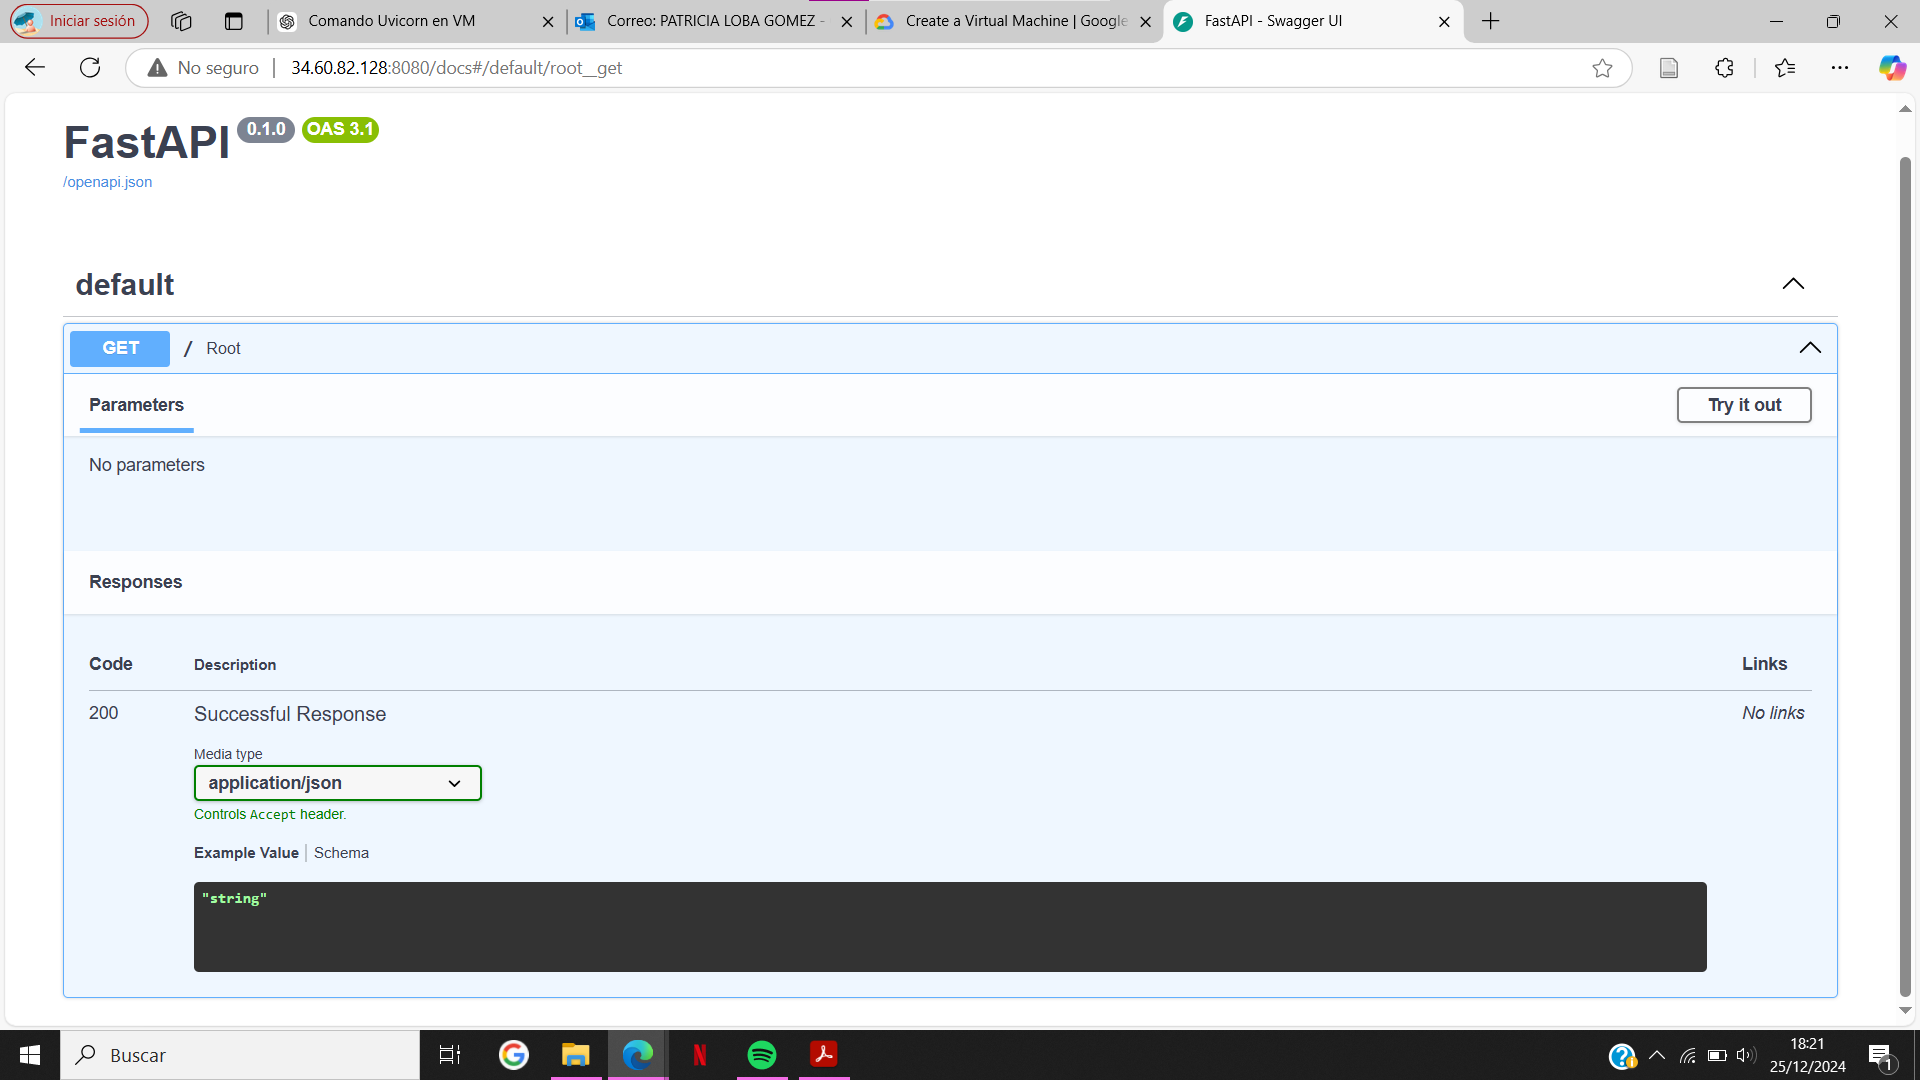 Iniciar sesión
Comando Uvicorn en VM
Correo: PATRICIA LOBA GOMEZ -
Create a Virtual Machine | Google
FastAPI - Swagger UI
No seguro
34.60.82.128:8080/docs#/default/root__get
FastAPI 0.1.0 OAS 3.1
/openapi.json
default
GET / Root
Parameters
Try it out
No parameters
Responses
Code Description Links
200 Successful Response No links
Media type
application/json
Controls Accept header.
Example Value Schema
"string"
Buscar
18:21
25/12/2024
1